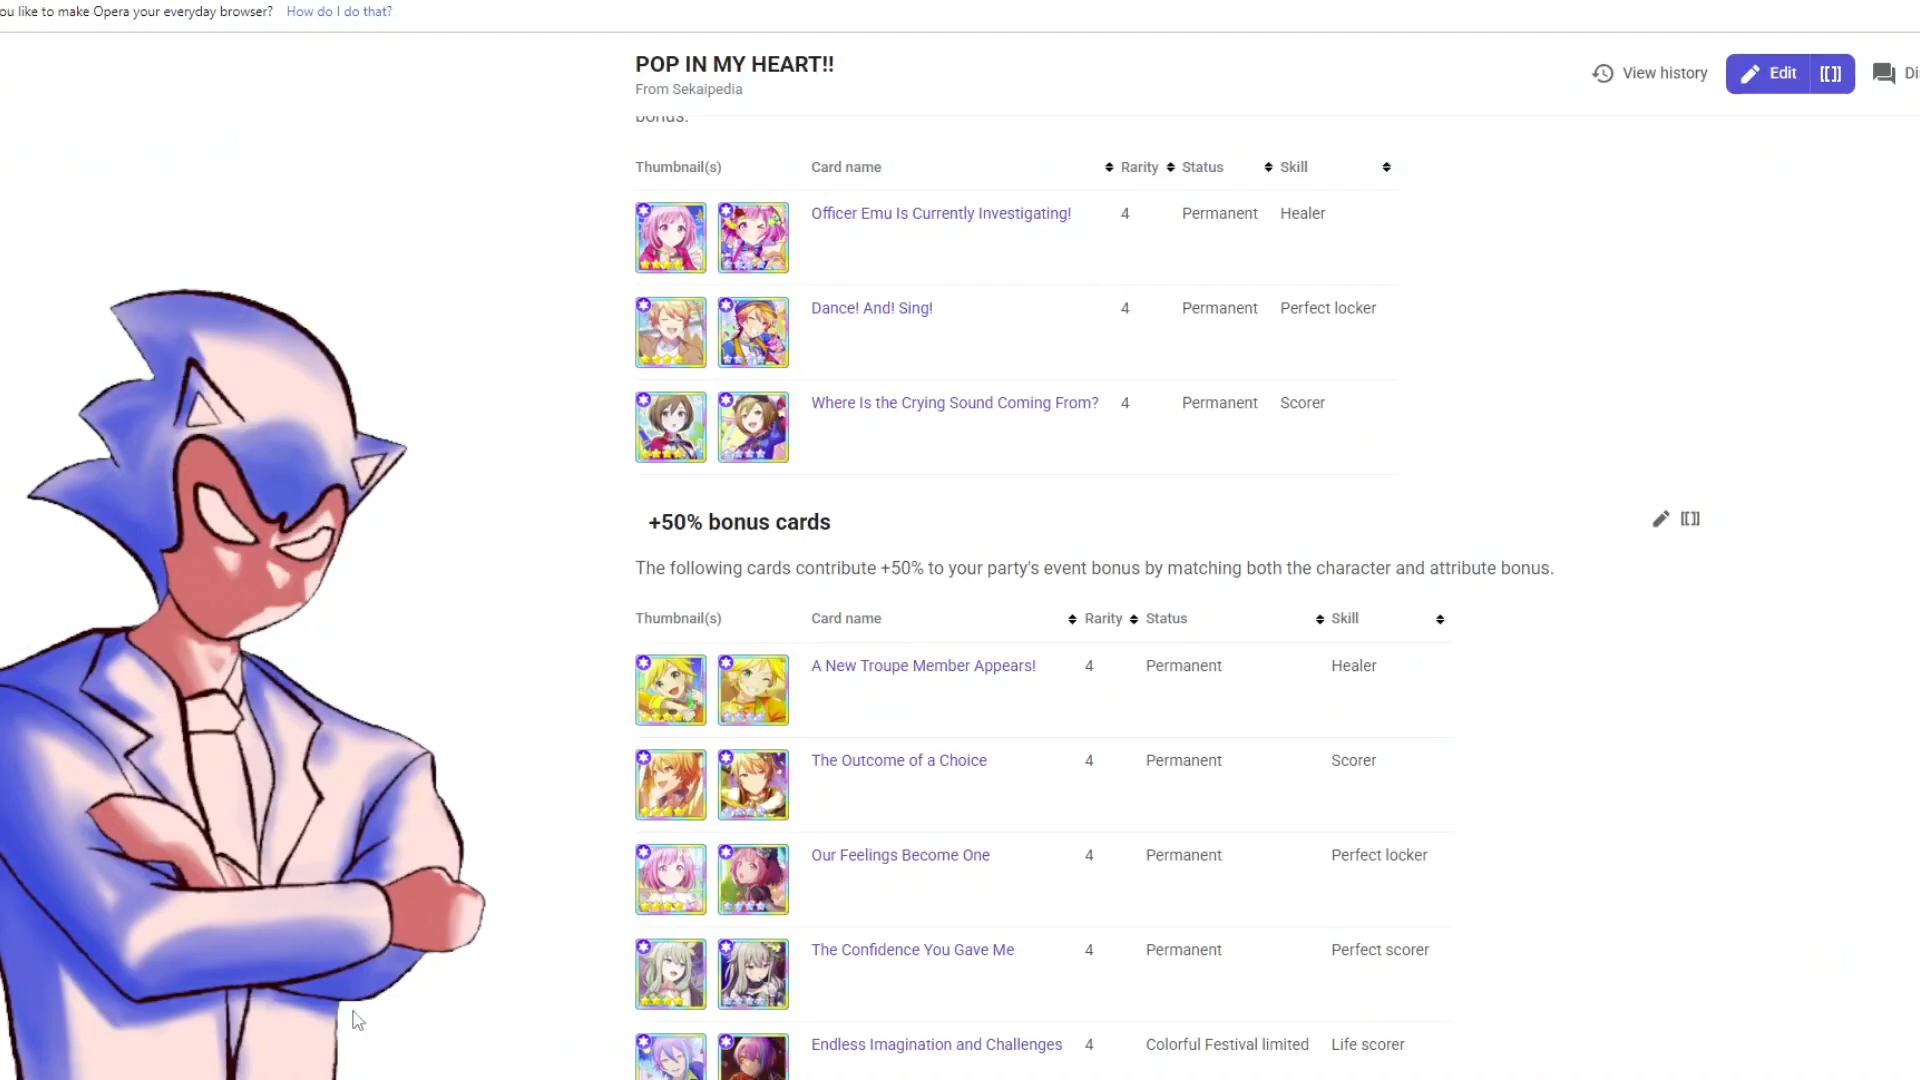 ou like to make Opera your everyday browser? How do I do that?
POP IN MY HEART!!
From Sekaipedia
View history
Edit
[[]]
Di
bonus.
Thumbnail(s) Card name Rarity Status Skill
Officer Emu Is Currently Investigating! 4 Permanent Healer
Dance! And! Sing! 4 Permanent Perfect locker
Where Is the Crying Sound Coming From? 4 Permanent Scorer
+50% bonus cards
[[]]
The following cards contribute +50% to your party's event bonus by matching both the character and attribute bonus.
Thumbnail(s) Card name Rarity Status Skill
A New Troupe Member Appears! 4 Permanent Healer
The Outcome of a Choice 4 Permanent Scorer
Our Feelings Become One 4 Permanent Perfect locker
The Confidence You Gave Me 4 Permanent Perfect scorer
Endless Imagination and Challenges 4 Colorful Festival limited Life scorer